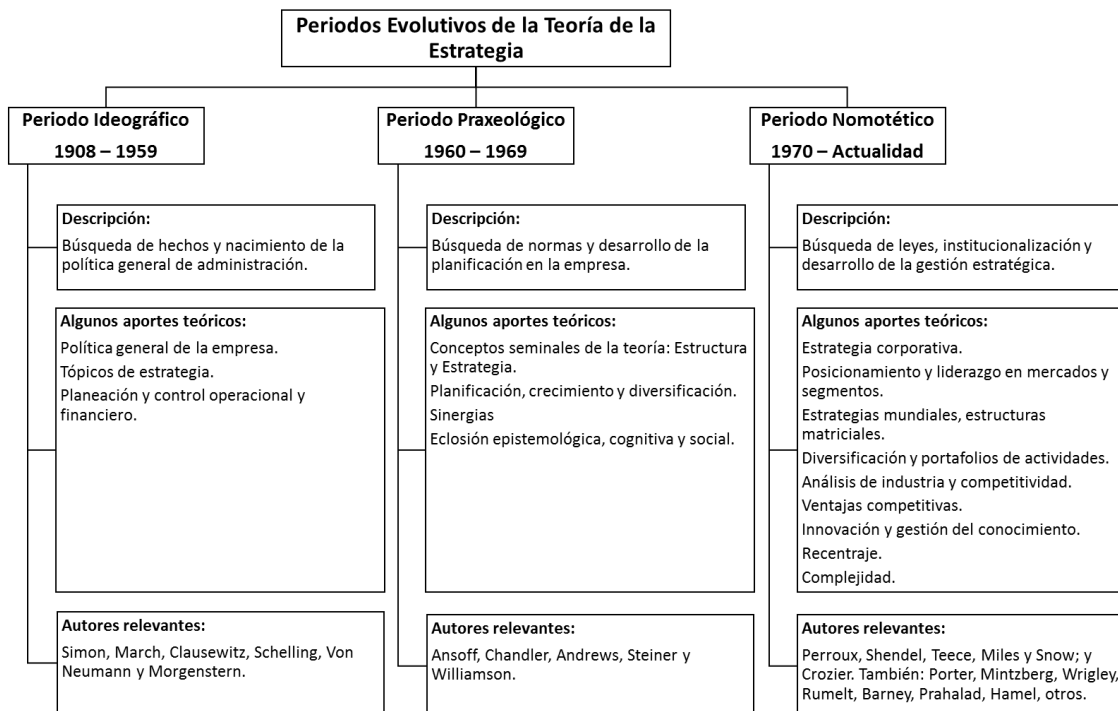 Periodos Evolutivos de la Teoría de la
Estrategia
Periodo Ideográfico
1908 – 1959
Descripción:
Búsqueda de hechos y nacimiento de la
política general de administración.
Algunos aportes teóricos:
Política general de la empresa.
Tópicos de estrategia.
Planeación y control operacional y
financiero.
Autores relevantes:
Simon, March, Clausewitz, Schelling, Von
Neumann y Morgenstern.
Periodo Praxeológico
1960 – 1969
Descripción:
Búsqueda de normas y desarrollo de la
planificación en la empresa.
Algunos aportes teóricos:
Conceptos seminales de la teoría: Estructura
y Estrategia.
Planificación, crecimiento y diversificación.
Sinergias
Eclosión epistemológica, cognitiva y social.
Autores relevantes:
Ansoff, Chandler, Andrews, Steiner y
Williamson.
Periodo Nomotético
1970 – Actualidad
Descripción:
Búsqueda de leyes, institucionalización y
desarrollo de la gestión estratégica.
Algunos aportes teóricos:
Estrategia corporativa.
Posicionamiento y liderazgo en mercados y
segmentos.
Estrategias mundiales, estructuras
matriciales.
Diversificación y portafolios de actividades.
Análisis de industria y competitividad.
Ventajas competitivas.
Innovación y gestión del conocimiento.
Recentraje.
Complejidad.
Autores relevantes:
Perroux, Shendel, Teece, Miles y Snow; y
Crozier. También: Porter, Mintzberg, Wrigley,
Rumelt, Barney, Prahalad, Hamel, otros.